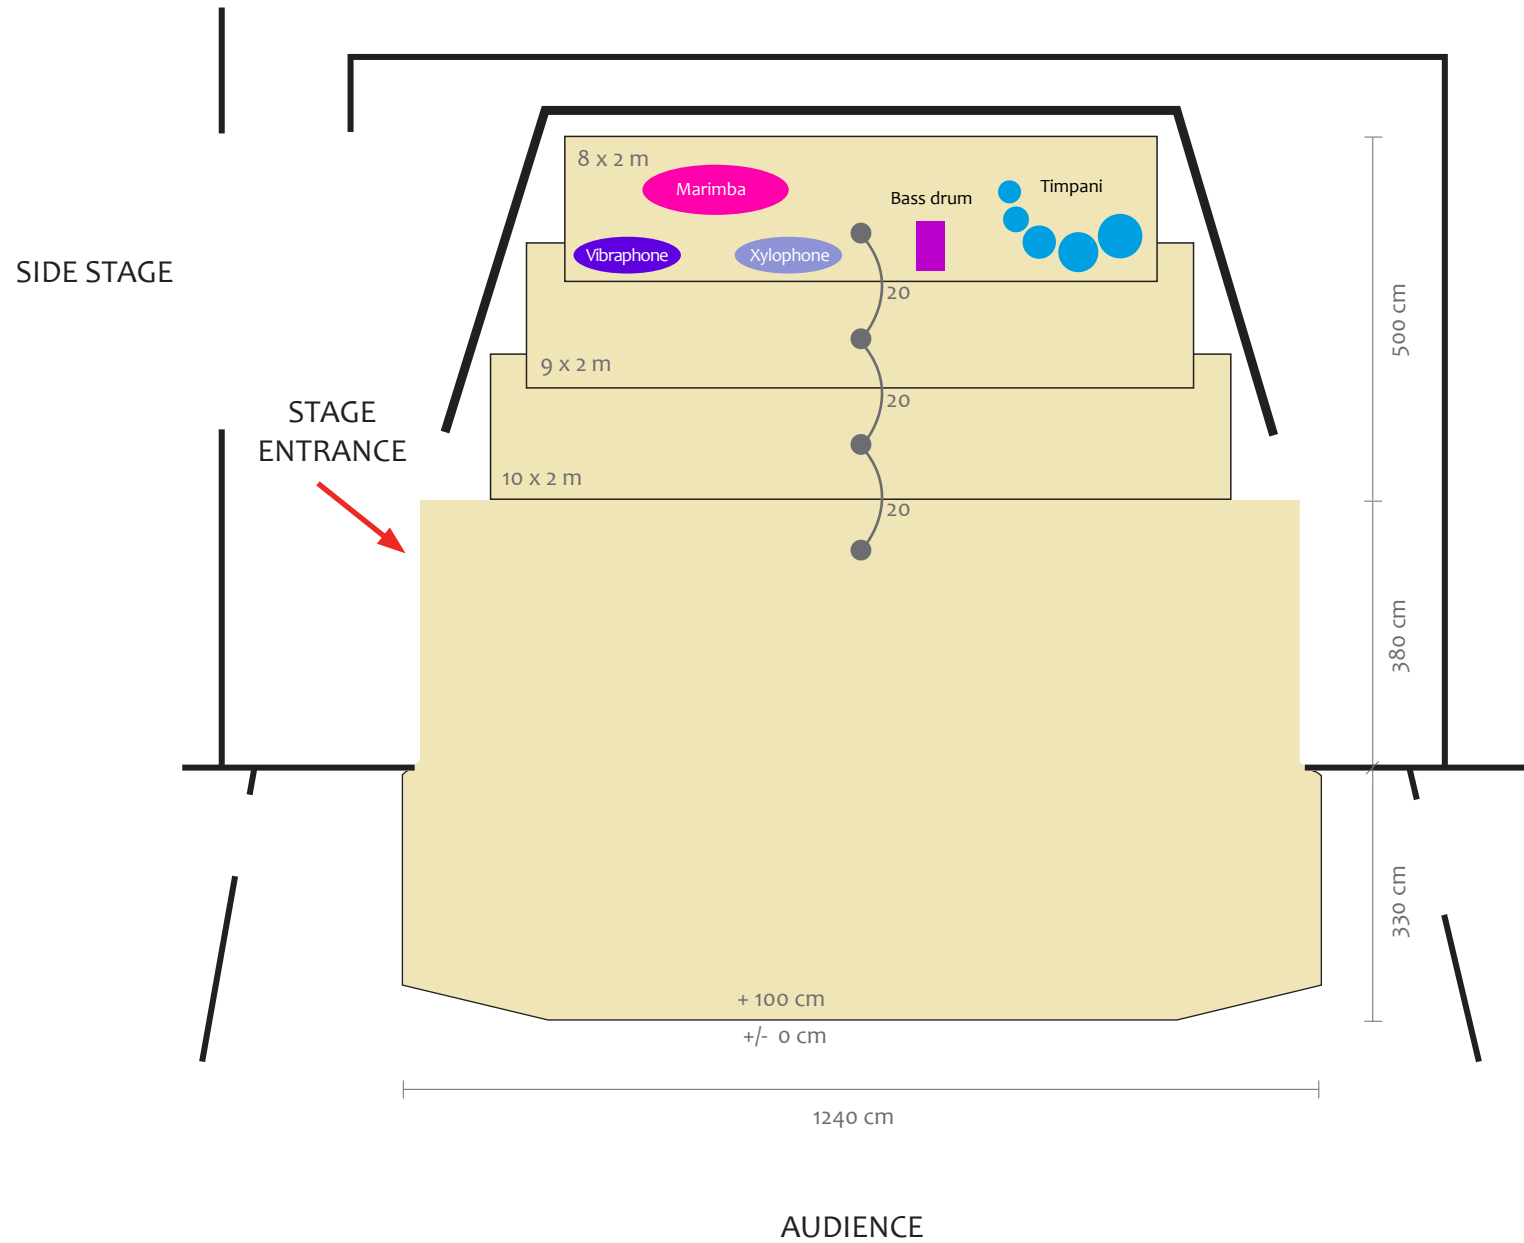 8 x 2 m
Marimba
Timpani
Bass drum
Vibraphone
Xylophone
SIDE STAGE
20
500 cm
9 x 2 m
20
STAGE
ENTRANCE
10 x 2 m
20
380 cm
330 cm
+ 100 cm
+/- 0 cm
1240 cm
AUDIENCE